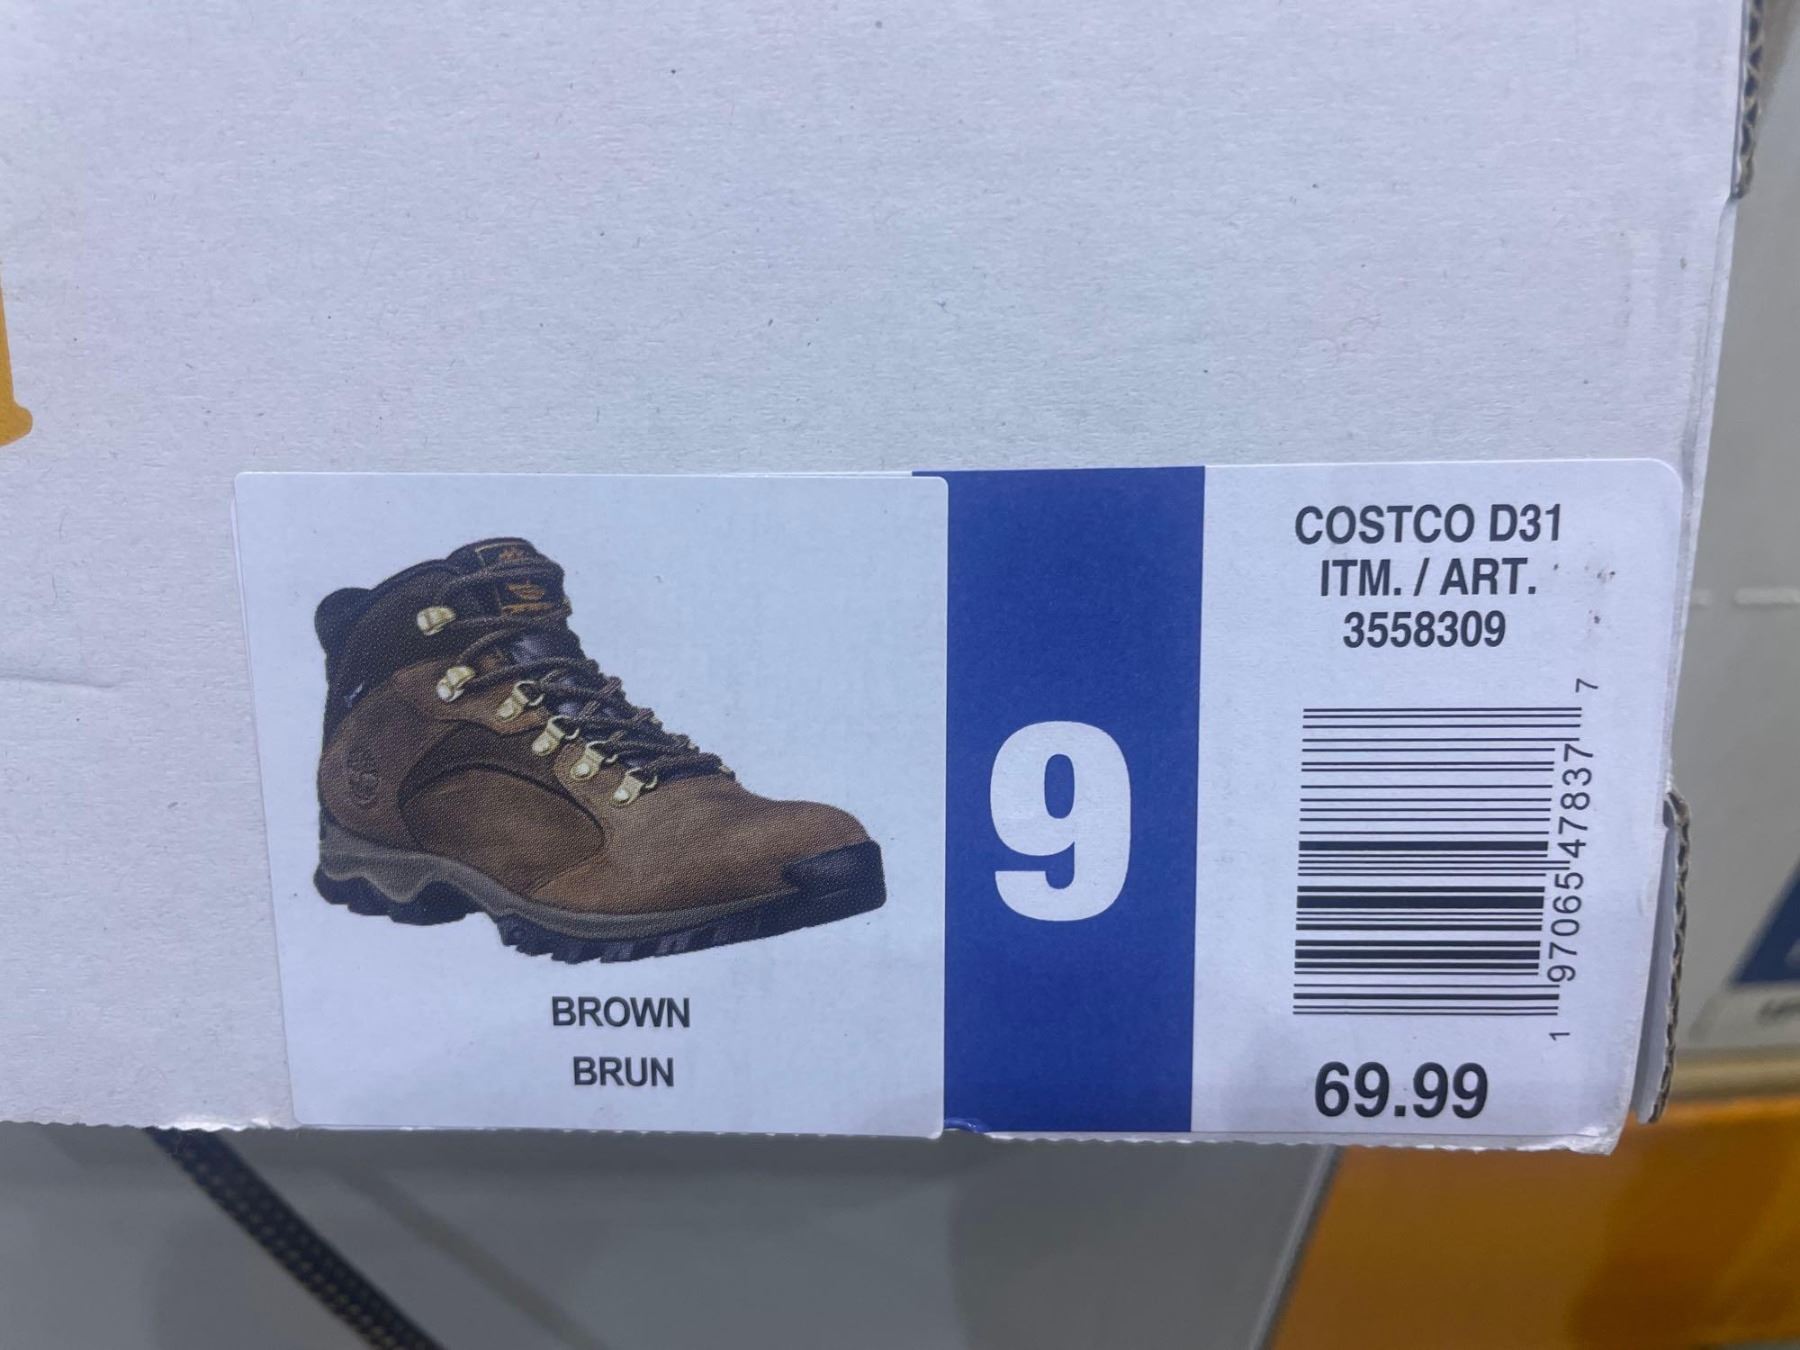 BROWN
BRUN
9
COSTCO D31
ITM. / ART.
3558309
1 97065 47837 7
69.99